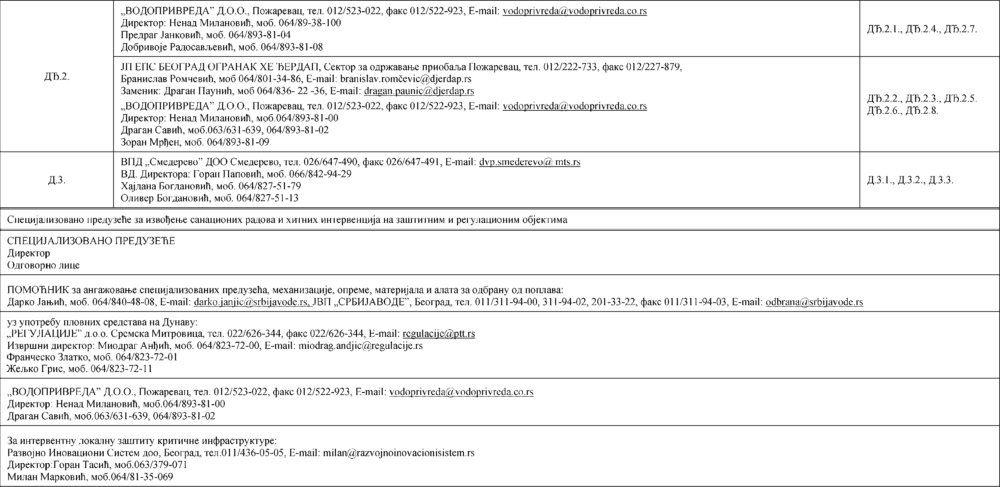 „ВОДОПРИВРЕДА” Д.О.О., Пожаревац, тел. 012/523-022, факс 012/522-923, E-mail: vodoprivreda@vodoprivreda.co.rs
Директор: Ненад Милановић, моб. 064/89-38-100
Предраг Јанковић, моб. 064/893-81-04
Добривоје Радосављевић, моб. 064/893-81-08
ДЂ.2.1., ДЂ.2.4., ДЂ.2.7.
ДЂ.2.
ЈП ЕПС БЕОГРАД ОГРАНАК ХЕ ЂЕРДАП, Сектор за одржавање приобаља Пожаревац, тел. 012/222-733, факс 012/227-879,
Бранислав Ромчевић, моб 064/801-34-86, E-mail: branislav.romčevic@djerdap.rs
Заменик: Драган Паунић, моб 064/836- 22 -36, E-mail: dragan.paunic@djerdap.rs
„ВОДОПРИВРЕДА” Д.О.О., Пожаревац, тел. 012/523-022, факс 012/522-923, E-mail: vodoprivreda@vodoprivreda.co.rs
Директор: Ненад Милановић, моб.064/893-81-00
Драган Савић, моб.063/631-639, 064/893-81-02
Зоран Мрђен, моб. 064/893-81-09
ДЂ.2.2., ДЂ.2.3., ДЂ.2.5.
ДЂ.2.6., ДЂ.2.8.
Д.3.
ВПД „Смедерево” ДОО Смедерево, тел. 026/647-490, факс 026/647-491, E-mail: dvp.smederevo@ mts.rs
ВД. Директора: Горан Паповић, моб. 066/842-94-29
Хајдана Богдановић, моб. 064/827-51-79
Оливер Богдановић, моб. 064/827-51-13
Д.3.1., Д.3.2., Д.3.3.
Специјализовано предузеће за извођење санационих радова и хитних интервенција на заштитним и регулационим објектима
СПЕЦИЈАЛИЗОВАНО ПРЕДУЗЕЋЕ
Директор
Одговорно лице
ПОМОЋНИК за ангажовање специјализованих предузећа, механизације, опреме, материјала и алата за одбрану од поплава:
Дарко Јањић, моб. 064/840-48-08, E-mail: darko.janjic@srbijavode.rs, ЈВП „СРБИЈАВОДЕ”, Београд, тел. 011/311-94-00, 311-94-02, 201-33-22, факс 011/311-94-03, E-mail: odbrana@srbijavode.rs
уз употребу пловних средстава на Дунаву:
„РЕГУЛАЦИЈЕ” д.о.о. Сремска Митровица, тел. 022/626-344, факс 022/626-344, E-mail: regulacije@ptt.rs
Извршни директор: Миодраг Анђић, моб. 064/823-72-00, E-mail: miodrag.andjic@regulacije.rs
Франческо Златко, моб. 064/823-72-01
Жељко Грис, моб. 064/823-72-11
„ВОДОПРИВРЕДА” Д.О.О., Пожаревац, тел. 012/523-022, факс 012/522-923, E-mail: vodoprivreda@vodoprivreda.co.rs
Директор: Ненад Милановић, моб.064/893-81-00
Драган Савић, моб.063/631-639, 064/893-81-02
За интервентну локалну заштиту критичне инфраструктуре:
Развојно Иновациони Систем доо, Београд, тел.011/436-05-05, E-mail: milan@razvojnoinovacionisistem.rs
Директор:Горан Тасић, моб.063/379-071
Милан Марковић, моб.064/81-35-069